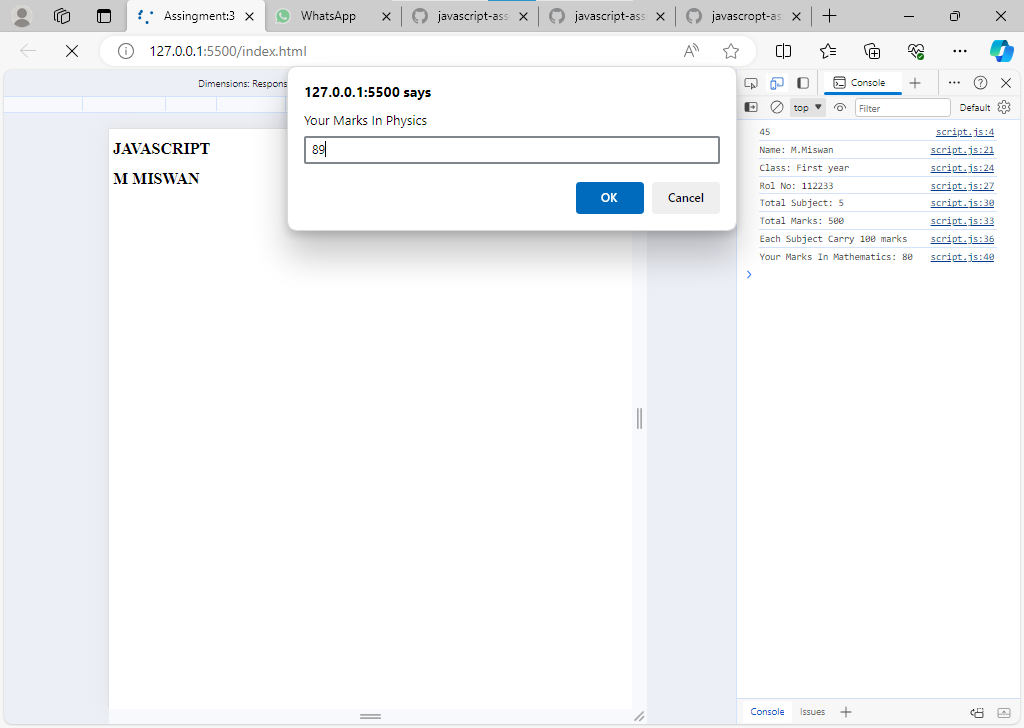 Assingment:3
WhatsApp
javascript-ass
javascript-ass
javascropt-as
127.0.0.1:5500/index.html
Dimensions: Respons
127.0.0.1:5500 says
Your Marks In Physics
89
OK
Cancel
JAVASCRIPT
M MISWAN
Console
top
Filter
Default
45 script.js:4
Name: M.Miswan script.js:21
Class: First year script.js:24
Rol No: 112233 script.js:27
Total Subject: 5 script.js:30
Total Marks: 500 script.js:33
Each Subject Carry 100 marks script.js:36
Your Marks In Mathematics: 80 script.js:40
Console
Issues